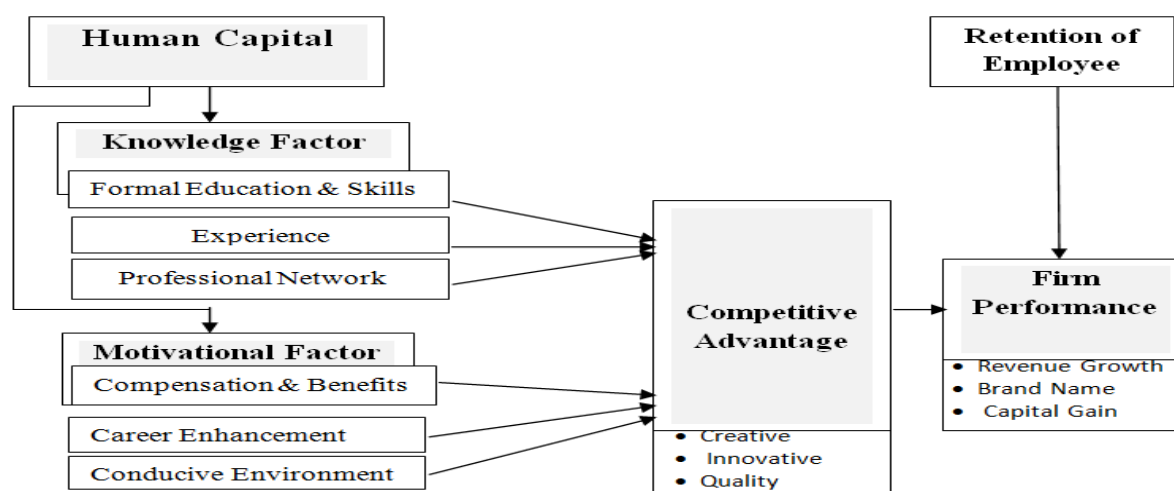 Human Capital
Knowledge Factor
Formal Education & Skills
Experience
Professional Network
Motivational Factor
Compensation & Benefits
Career Enhancement
Conducive Environment
Competitive
Advantage
• Creative
• Innovative
• Quality
Retention of
Employee
Firm
Performance
• Revenue Growth
• Brand Name
• Capital Gain